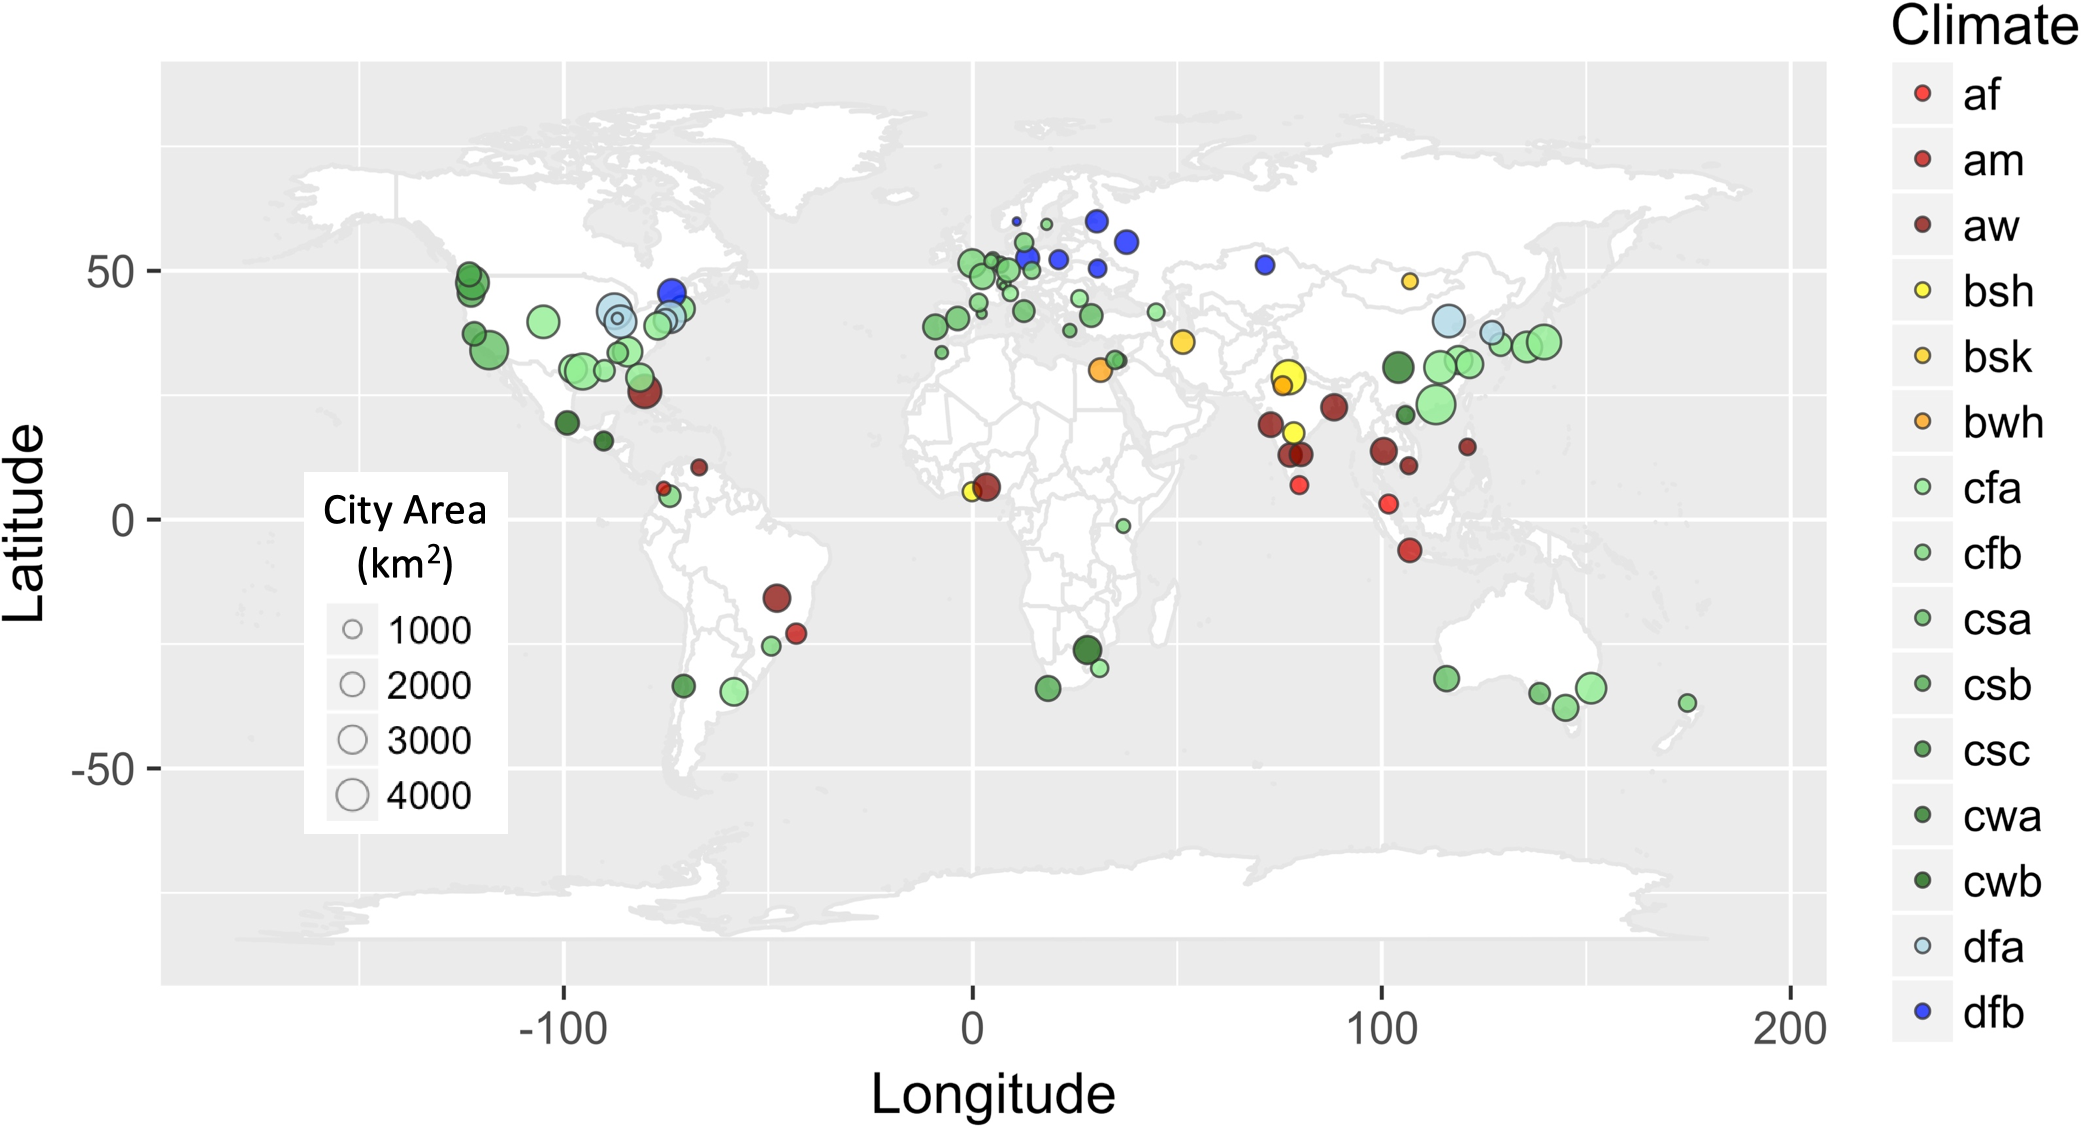 Climate
af
am
aw
bsh
bsk
bwh
cfa
cfb
csa
csb
csc
cwa
cwb
dfa
dfb
Latitude
50
0
-50
City Area
(km²)
1000
2000
3000
4000
-100
0
100
200
Longitude